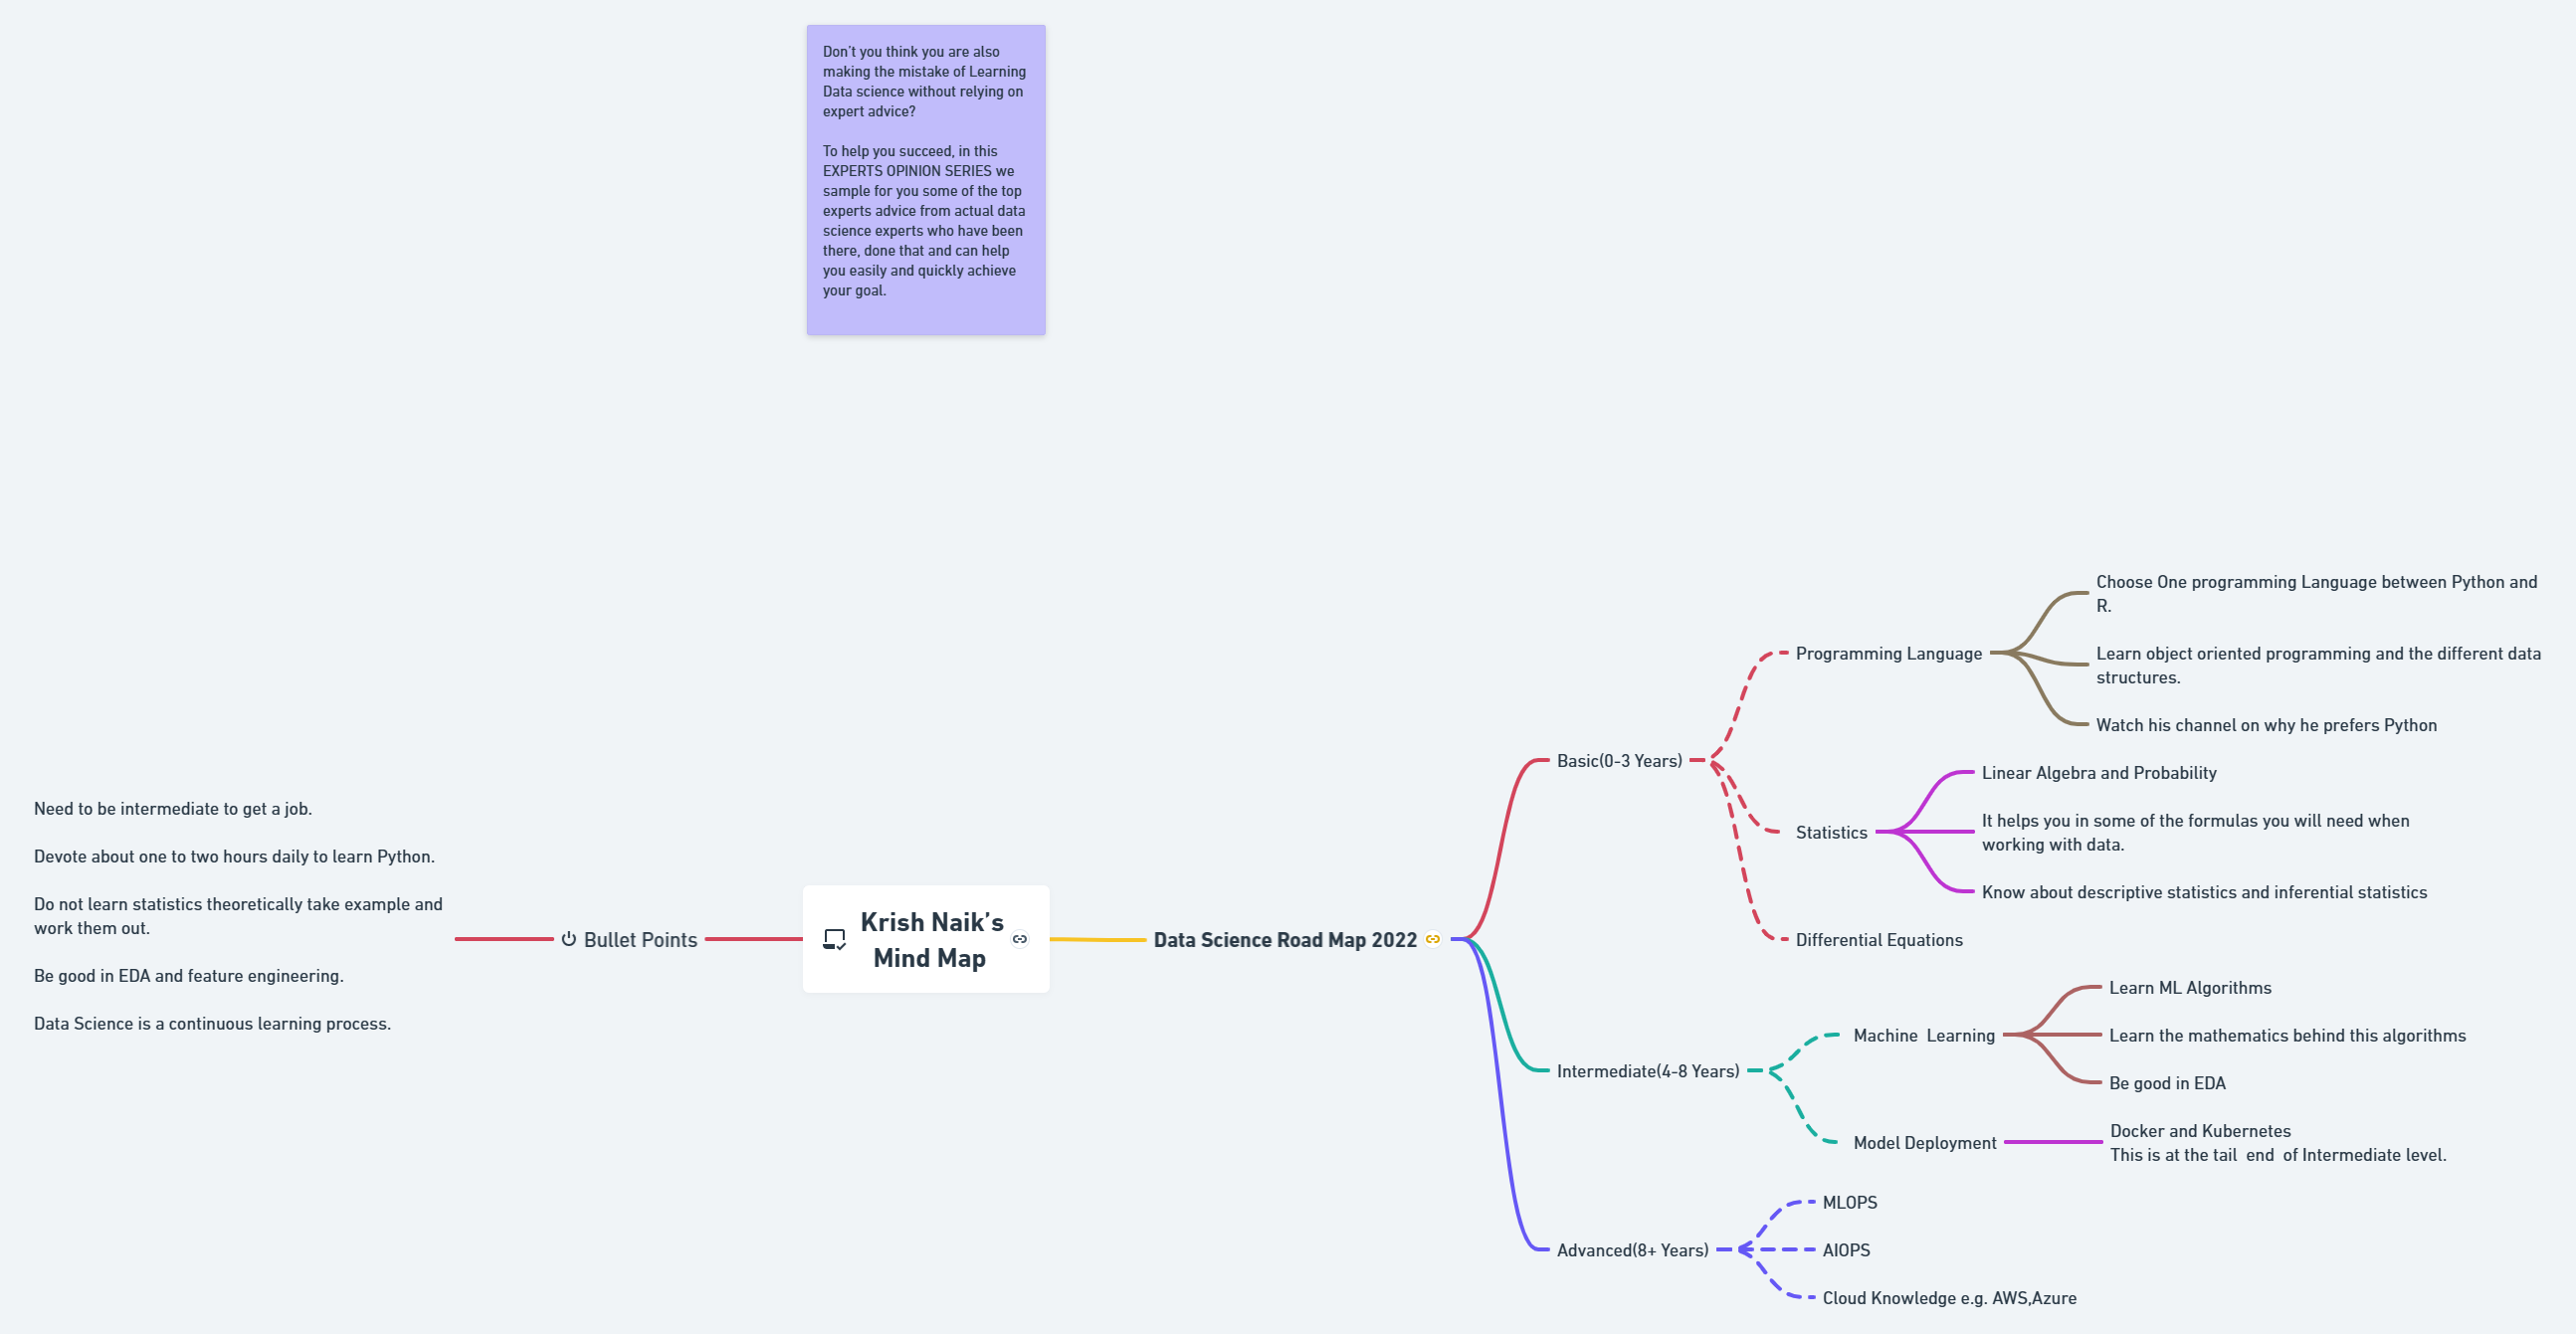 Don't you think you are also
making the mistake of Learning
Data science without relying on
expert advice?
To help you succeed, in this
EXPERTS OPINION SERIES we
sample for you some of the top
experts advice from actual data
science experts who have been
there, done that and can help
you easily and quickly achieve
your goal.
Need to be intermediate to get a job.
Devote about one to two hours daily to learn Python.
Do not learn statistics theoretically take example and
work them out.
Be good in EDA and feature engineering.
Data Science is a continuous learning process.
Bullet Points
Krish Naik’s
Mind Map
Data Science Road Map 2022
Basic(0-3 Years)
Programming Language
Choose One programming Language between Python and
R.
Learn object oriented programming and the different data
structures.
Watch his channel on why he prefers Python
Statistics
Linear Algebra and Probability
It helps you in some of the formulas you will need when
working with data.
Know about descriptive statistics and inferential statistics
Differential Equations
Intermediate(4-8 Years)
Machine  Learning
Learn ML Algorithms
Learn the mathematics behind this algorithms
Be good in EDA
Model Deployment
Docker and Kubernetes
This is at the tail  end  of Intermediate level.
Advanced(8+ Years)
MLOPS
AIOPS
Cloud Knowledge e.g. AWS,Azure